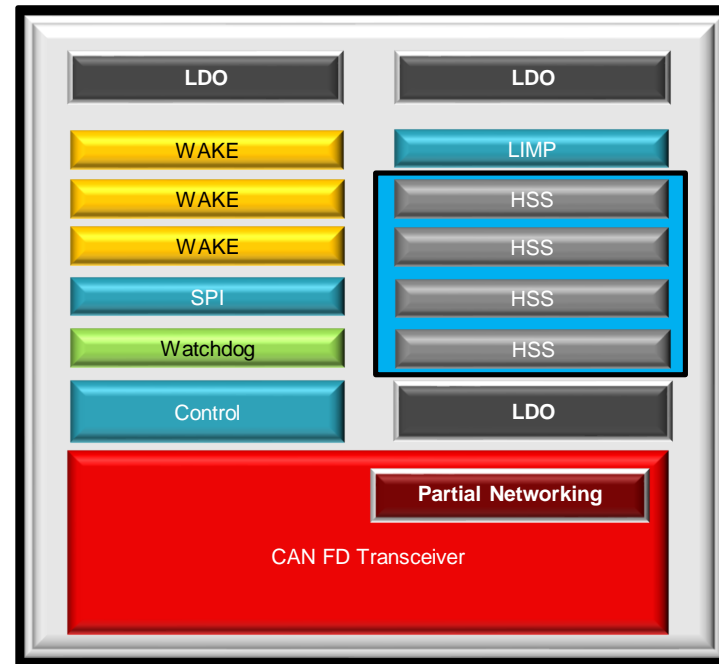 LDO
LDO
WAKE
LIMP
WAKE
HSS
WAKE
HSS
SPI
HSS
Watchdog
HSS
Control
LDO
Partial Networking
CAN FD Transceiver